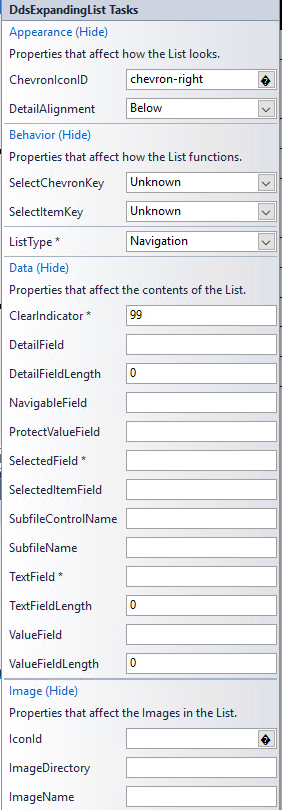 DdsExpandingList Tasks
Appearance (Hide)
Properties that affect how the List looks.
ChevronIconID chevron-right
DetailAlignment Below
Behavior (Hide)
Properties that affect how the List functions.
SelectChevronKey Unknown
SelectItemKey Unknown
ListType * Navigation
Data (Hide)
Properties that affect the contents of the List.
ClearIndicator * 99
DetailField
DetailFieldLength 0
NavigableField
ProtectValueField
SelectedField *
SelectedItemField
SubfileControlName
SubfileName
TextField *
TextFieldLength 0
ValueField
ValueFieldLength 0
Image (Hide)
Properties that affect the Images in the List.
IconId
ImageDirectory
ImageName